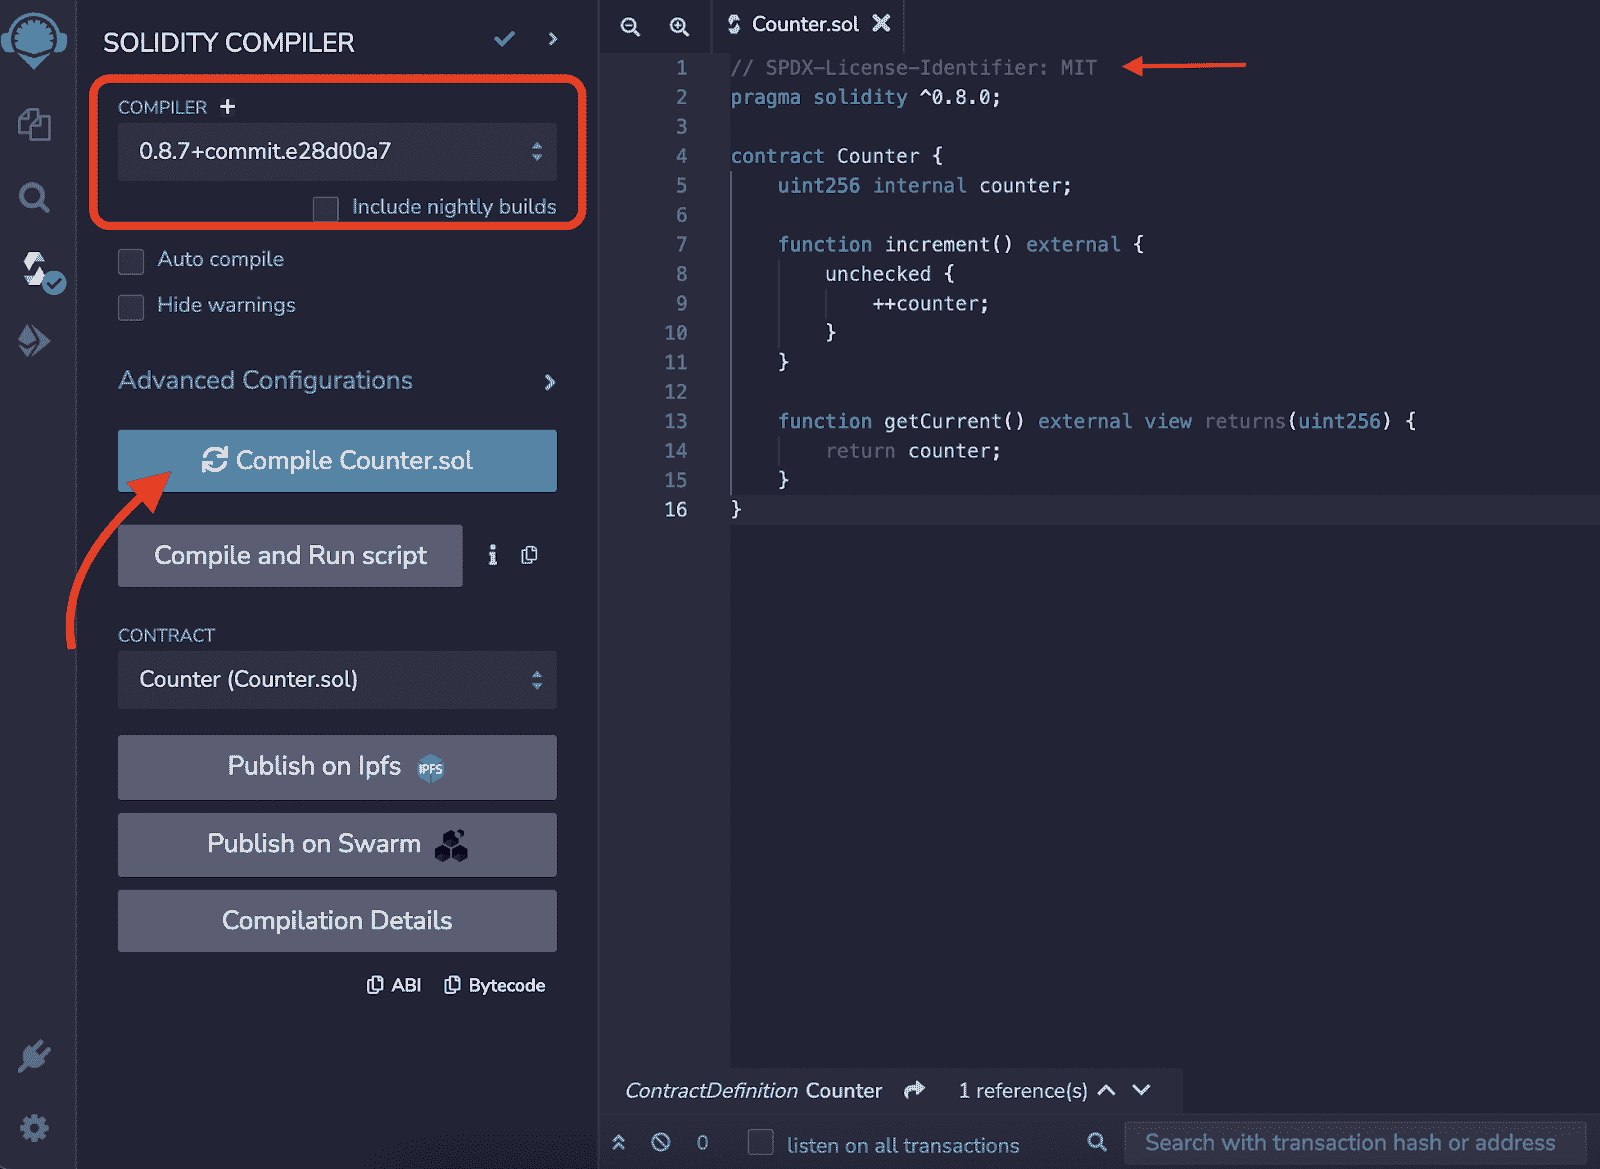 SOLIDITY COMPILER
COMPILER +
0.8.7+commit.e28d00a7
Include nightly builds
Auto compile
Hide warnings
Advanced Configurations
Compile Counter.sol
Compile and Run script
CONTRACT
Counter (Counter.sol)
Publish on Ipfs
IPFS
Publish on Swarm
Compilation Details
ABI Bytecode
Counter.sol
1 // SPDX-License-Identifier: MIT
2 pragma solidity ^0.8.0;
3
4 contract Counter {
5 uint256 internal counter;
6
7 function increment() external {
8 unchecked {
9 ++counter;
10 }
11 }
12
13 function getCurrent() external view returns(uint256) {
14 return counter;
15 }
16 }
ContractDefinition Counter 1 reference(s)
0 listen on all transactions Search with transaction hash or address